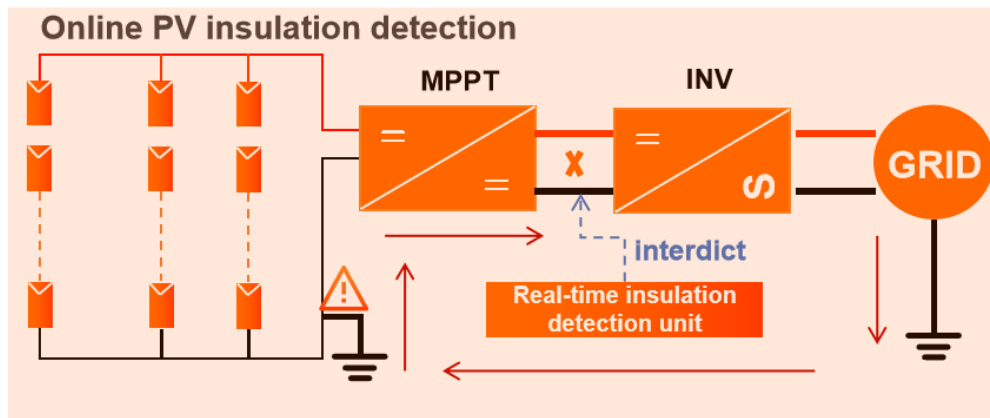 Online PV insulation detection
MPPT
INV
GRID
interdict
Real-time insulation
detection unit